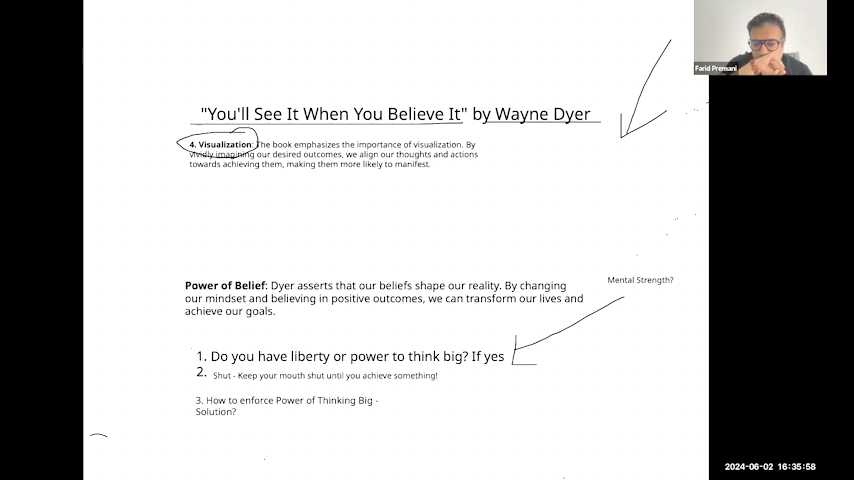 Farid Premani
"You'll See It When You Believe It" by Wayne Dyer
4. Visualization: The book emphasizes the importance of visualization. By
vividly imagining our desired outcomes, we align our thoughts and actions
towards achieving them, making them more likely to manifest.
Mental Strength?
Power of Belief: Dyer asserts that our beliefs shape our reality. By changing
our mindset and believing in positive outcomes, we can transform our lives and
achieve our goals.
1. Do you have liberty or power to think big? If yes
2. Shut - Keep your mouth shut until you achieve something!
3. How to enforce Power of Thinking Big -
Solution?
2024-06-02 16:35:58